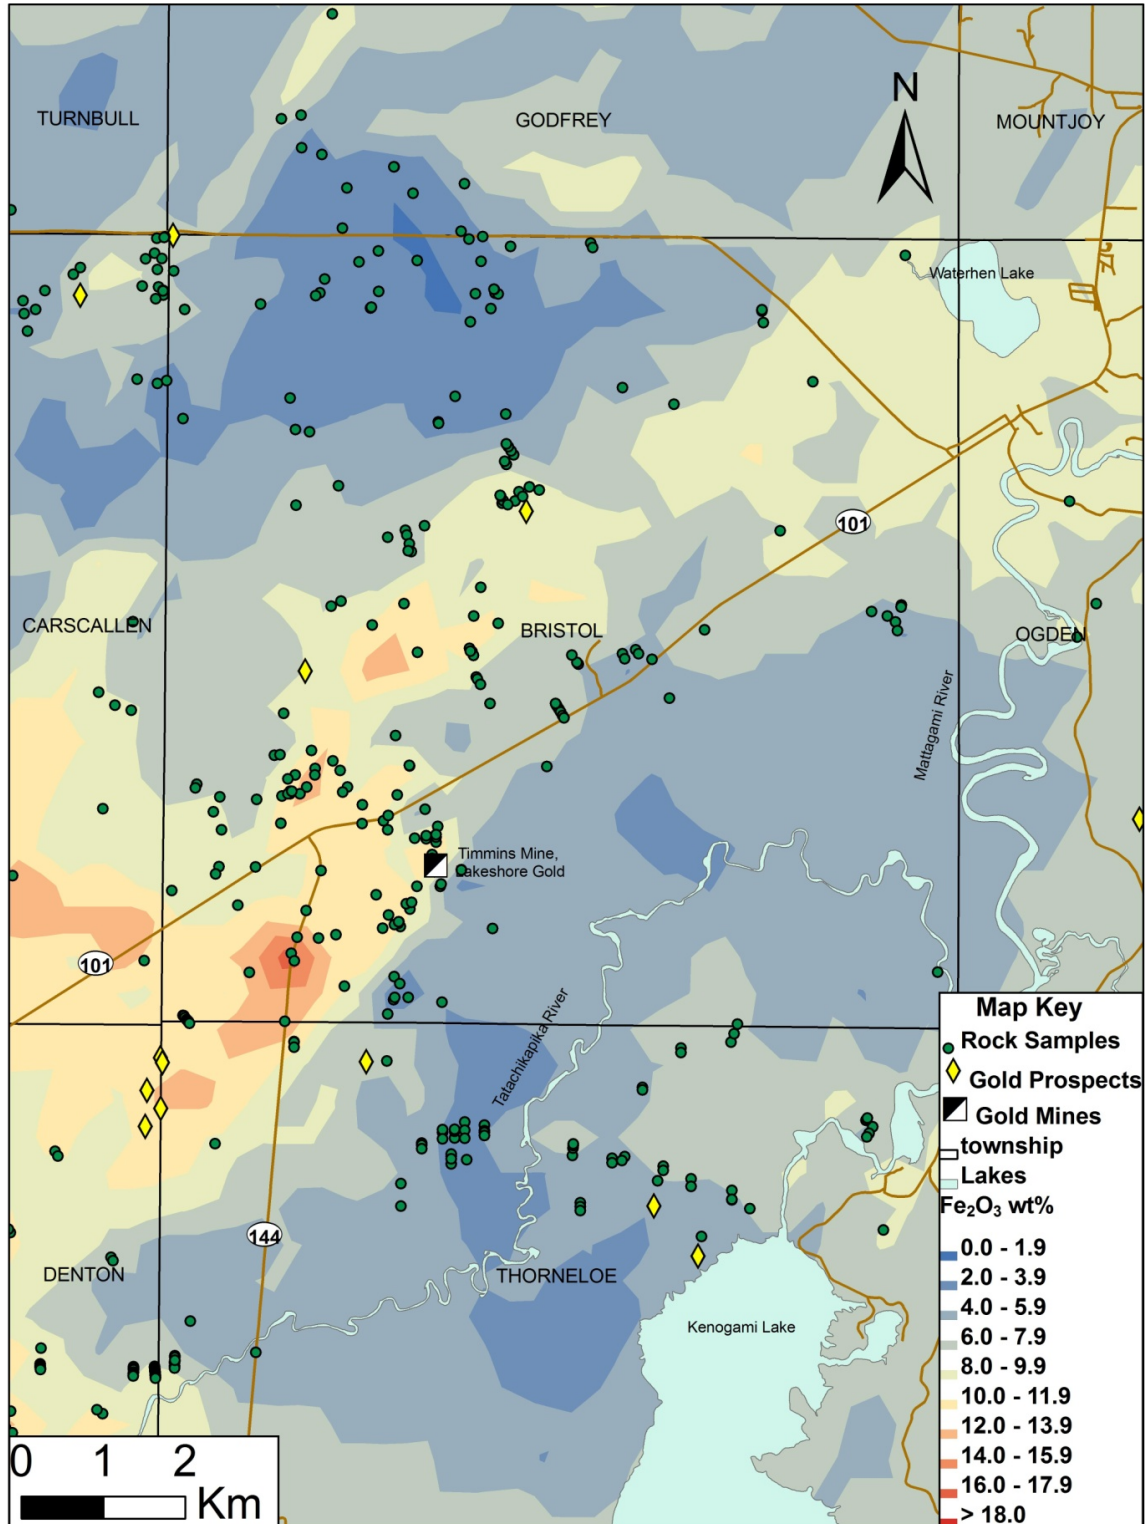 TURNBULL
GODFREY
MOUNTJOY
N
Waterhen Lake
101
CARSCALLEN
BRISTOL
OGDEN
Mattagami River
Timmins Mine,
Lakeshore Gold
101
Tatachikapika River
144
DENTON
THORNELOE
Kenogami Lake
Map Key
Rock Samples
Gold Prospects
Gold Mines
township
Lakes
Fe₂O₃ wt%
0.0 - 1.9
2.0 - 3.9
4.0 - 5.9
6.0 - 7.9
8.0 - 9.9
10.0 - 11.9
12.0 - 13.9
14.0 - 15.9
16.0 - 17.9
> 18.0
0 1 2
Km